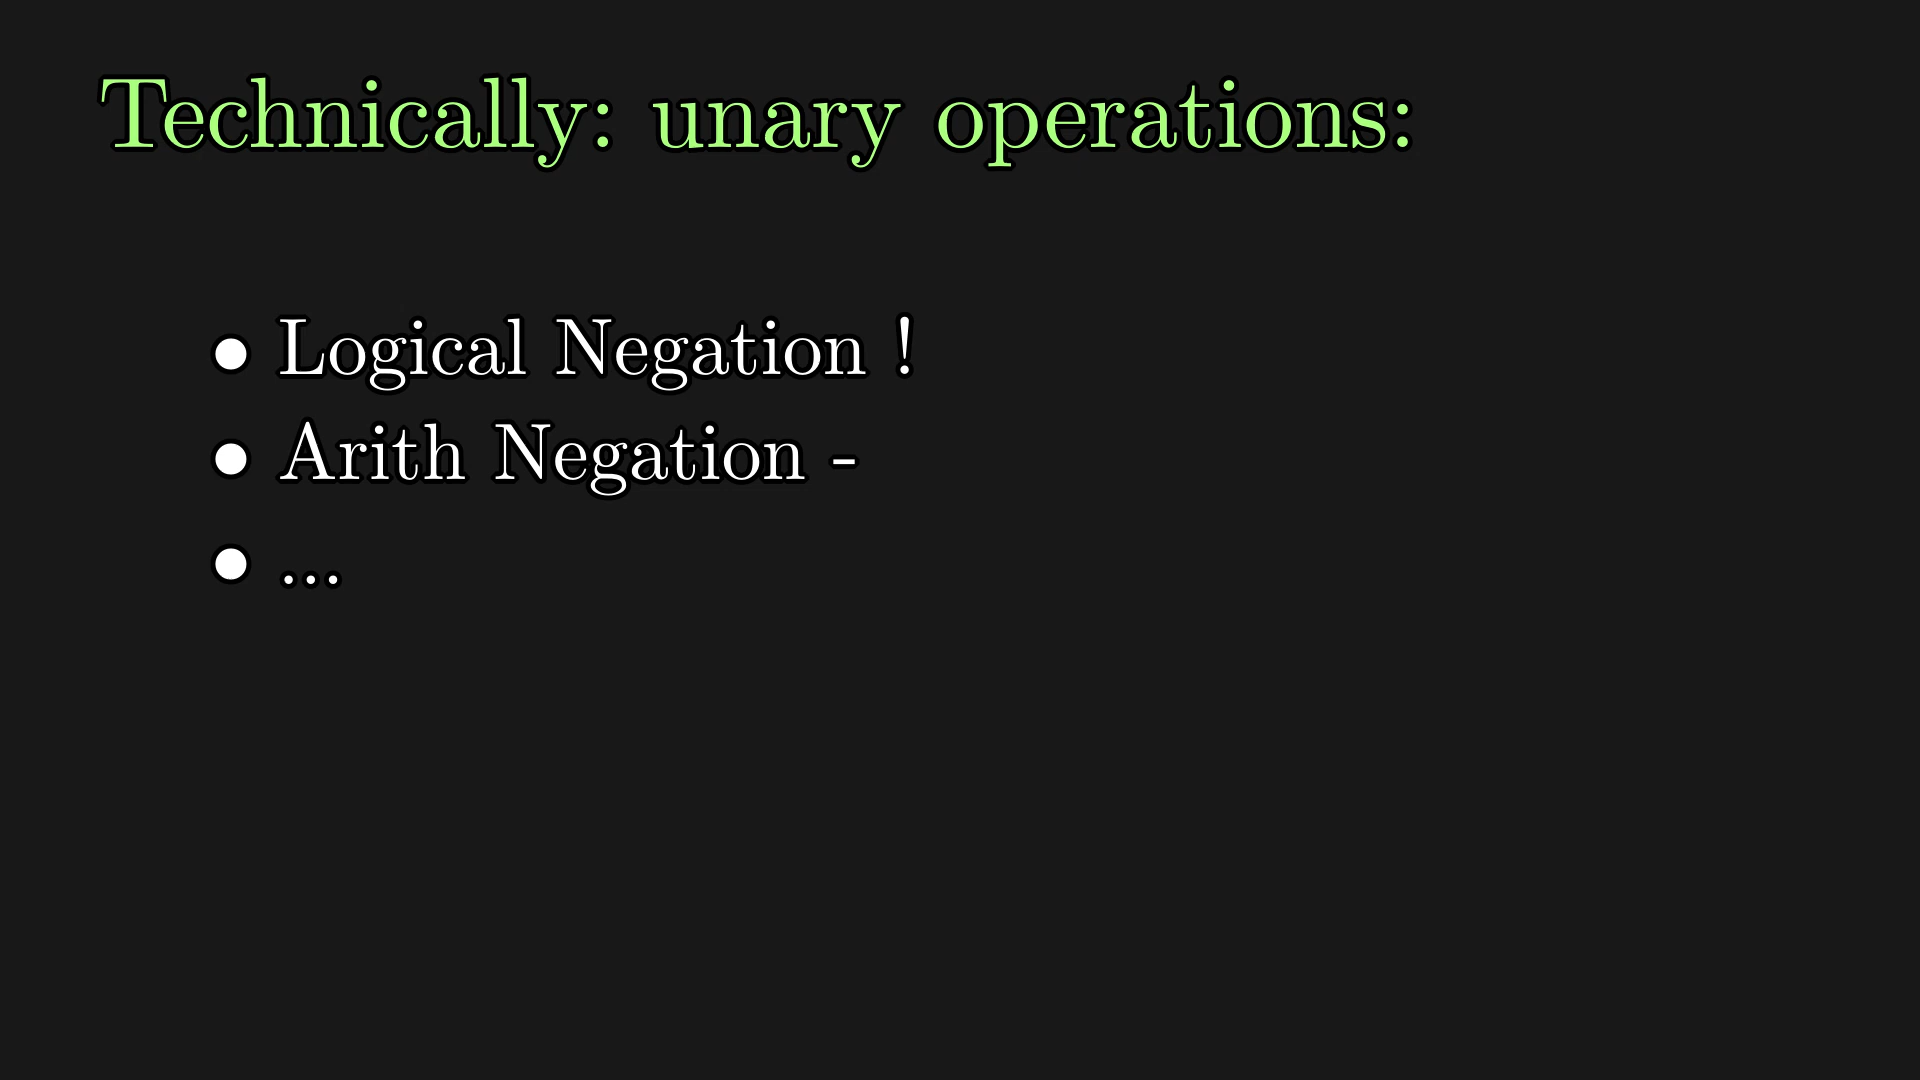 Technically: unary operations:
• Logical Negation !
• Arith Negation -
• ...